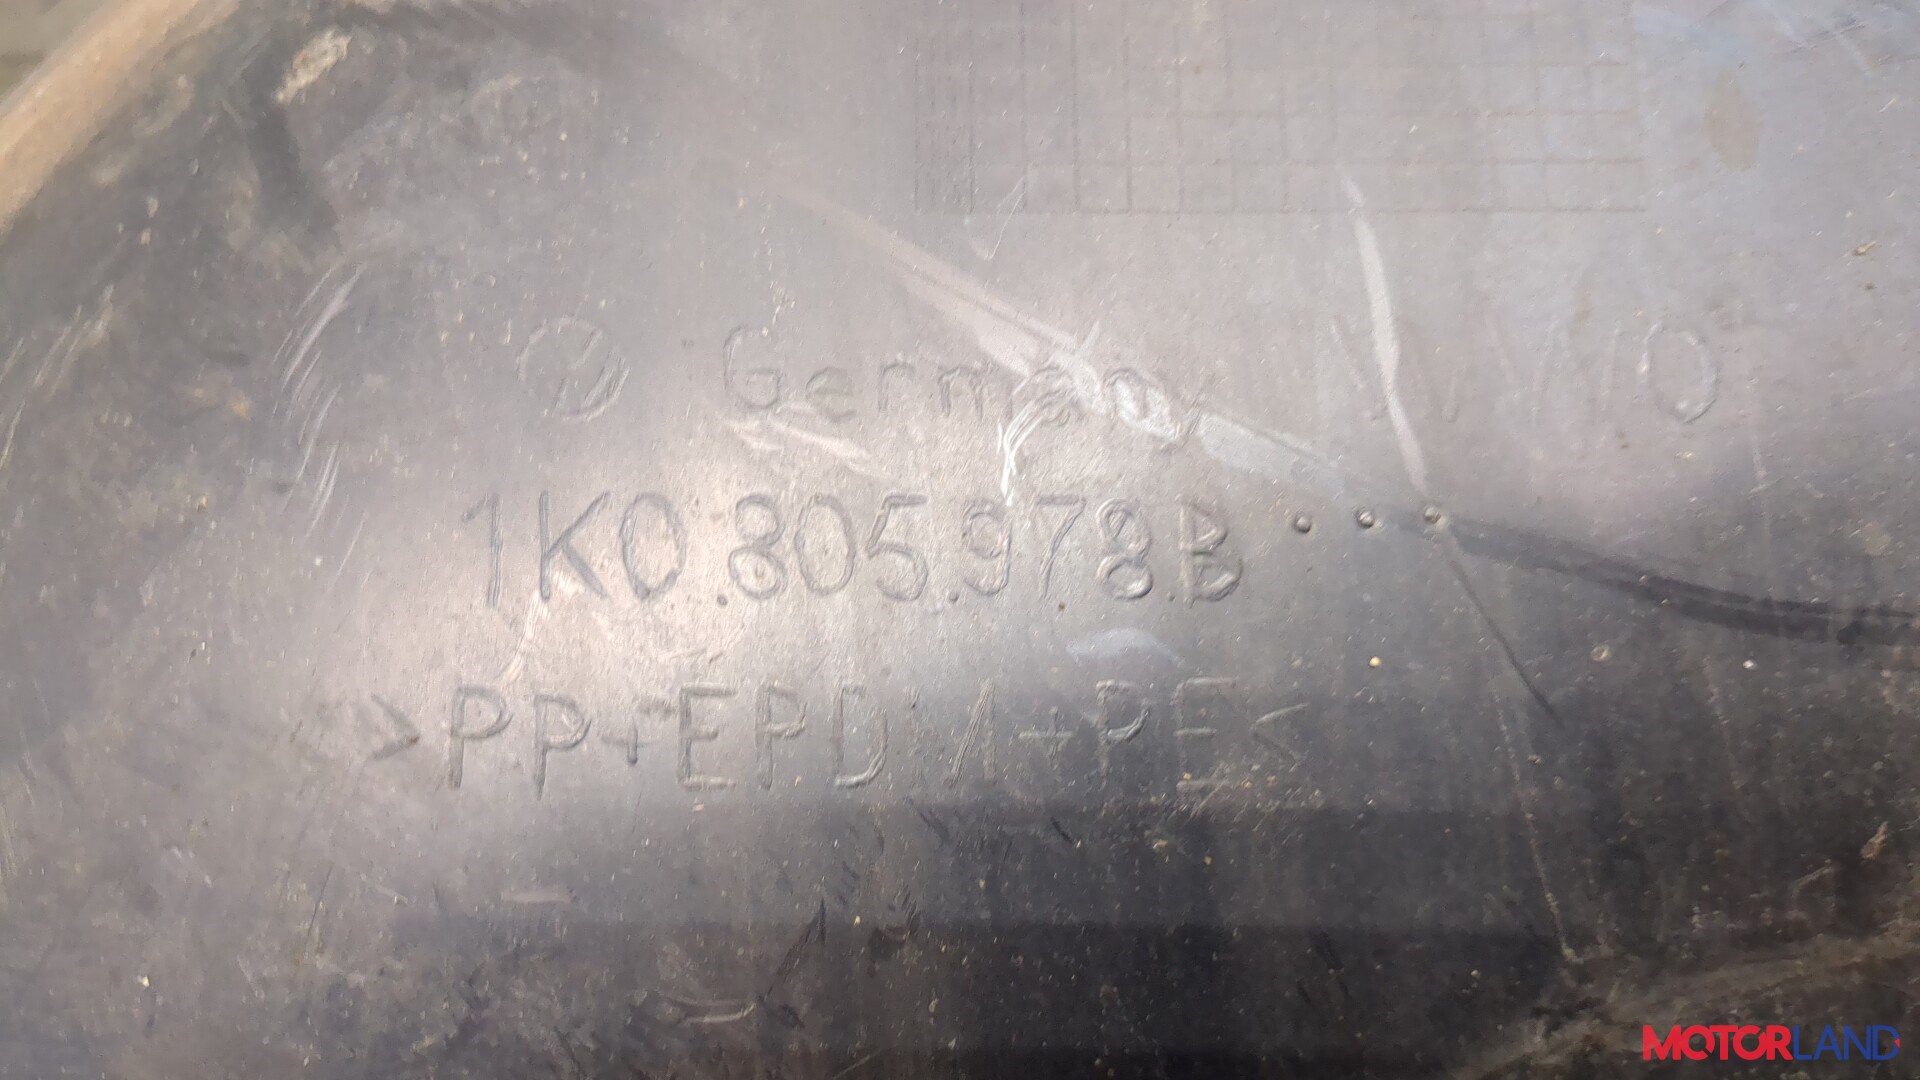 Germany
1K0.805.978.B
>PP+EPDM+PE<
MOTORLAND